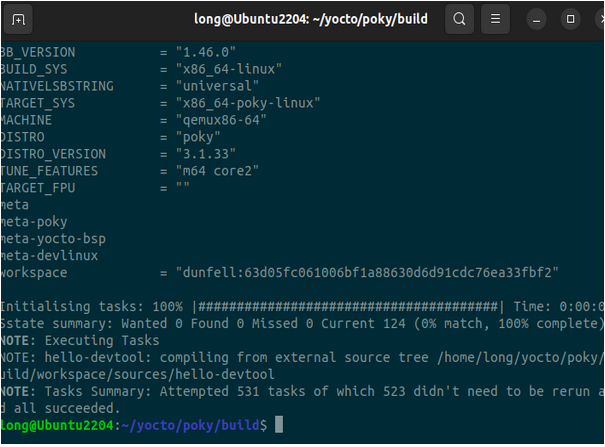 long@Ubuntu2204: ~/yocto/poky/build
BB_VERSION = "1.46.0"
BUILD_SYS = "x86_64-linux"
NATIVELSBSTRING = "universal"
TARGET_SYS = "x86_64-poky-linux"
MACHINE = "qemux86-64"
DISTRO = "poky"
DISTRO_VERSION = "3.1.33"
TUNE_FEATURES = "m64 core2"
TARGET_FPU = ""
meta
meta-poky
meta-yocto-bsp
meta-devlinux
workspace = "dunfell:63d05fc061006bf1a88630d6d91cdc76ea33fbf2"
Initialising tasks: 100% |#######################################| Time: 0:00:0
Sstate summary: Wanted 0 Found 0 Missed 0 Current 124 (0% match, 100% complete)
NOTE: Executing Tasks
NOTE: hello-devtool: compiling from external source tree /home/long/yocto/poky/
uild/workspace/sources/hello-devtool
NOTE: Tasks Summary: Attempted 531 tasks of which 523 didn't need to be rerun a
d all succeeded.
long@Ubuntu2204:~/yocto/poky/build$